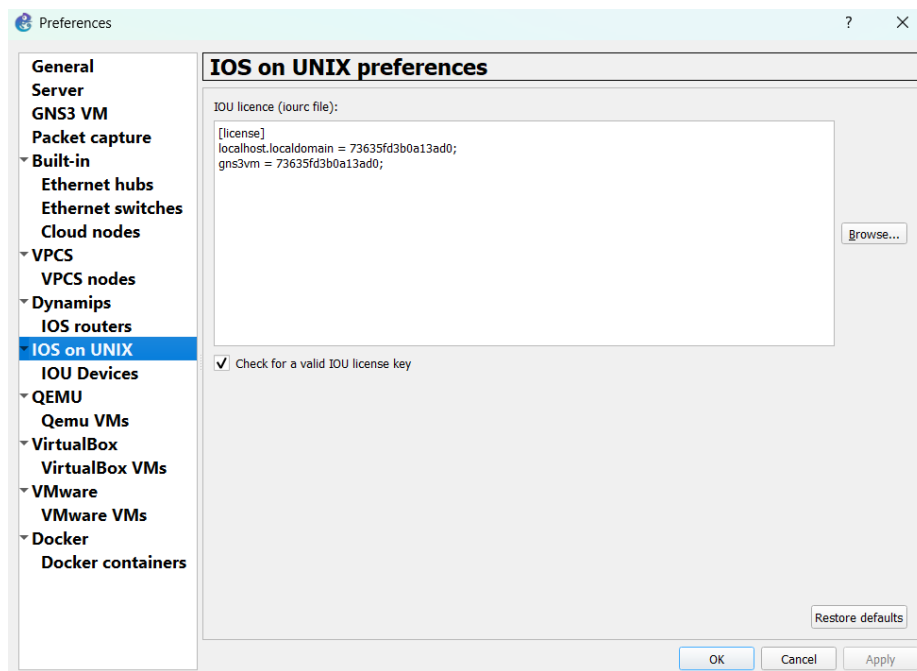 Preferences
?
General
Server
GNS3 VM
Packet capture
Built-in
Ethernet hubs
Ethernet switches
Cloud nodes
VPCS
VPCS nodes
Dynamips
IOS routers
IOS on UNIX
IOU Devices
QEMU
Qemu VMs
VirtualBox
VirtualBox VMs
VMware
VMware VMs
Docker
Docker containers
IOS on UNIX preferences
IOU licence (iourc file):
[license]
localhost.localdomain = 73635fd3b0a13ad0;
gns3vm = 73635fd3b0a13ad0;
Browse...
Check for a valid IOU license key
Restore defaults
OK
Cancel
Apply